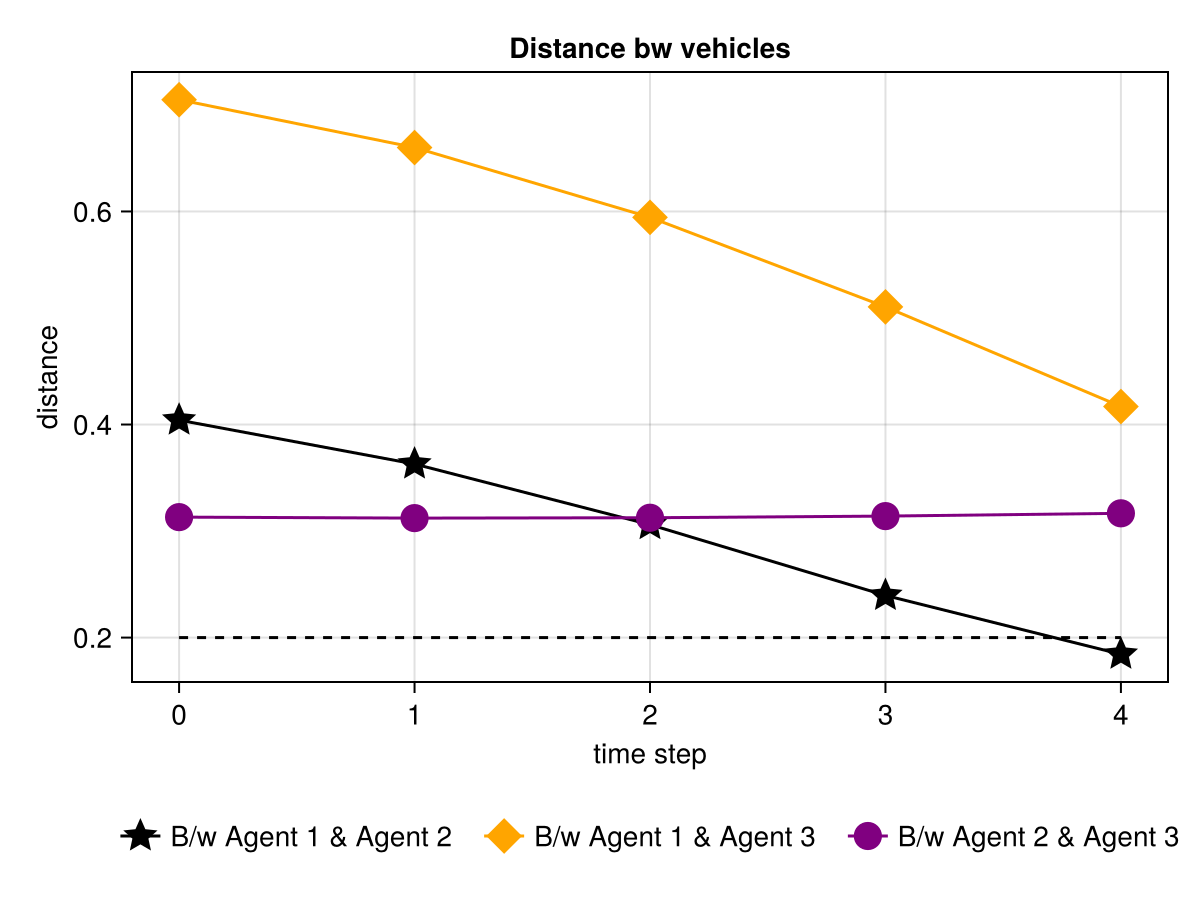 Distance bw vehicles
distance
0.6
0.4
0.2
0 1 2 3 4
time step
B/w Agent 1 & Agent 2 B/w Agent 1 & Agent 3 B/w Agent 2 & Agent 3